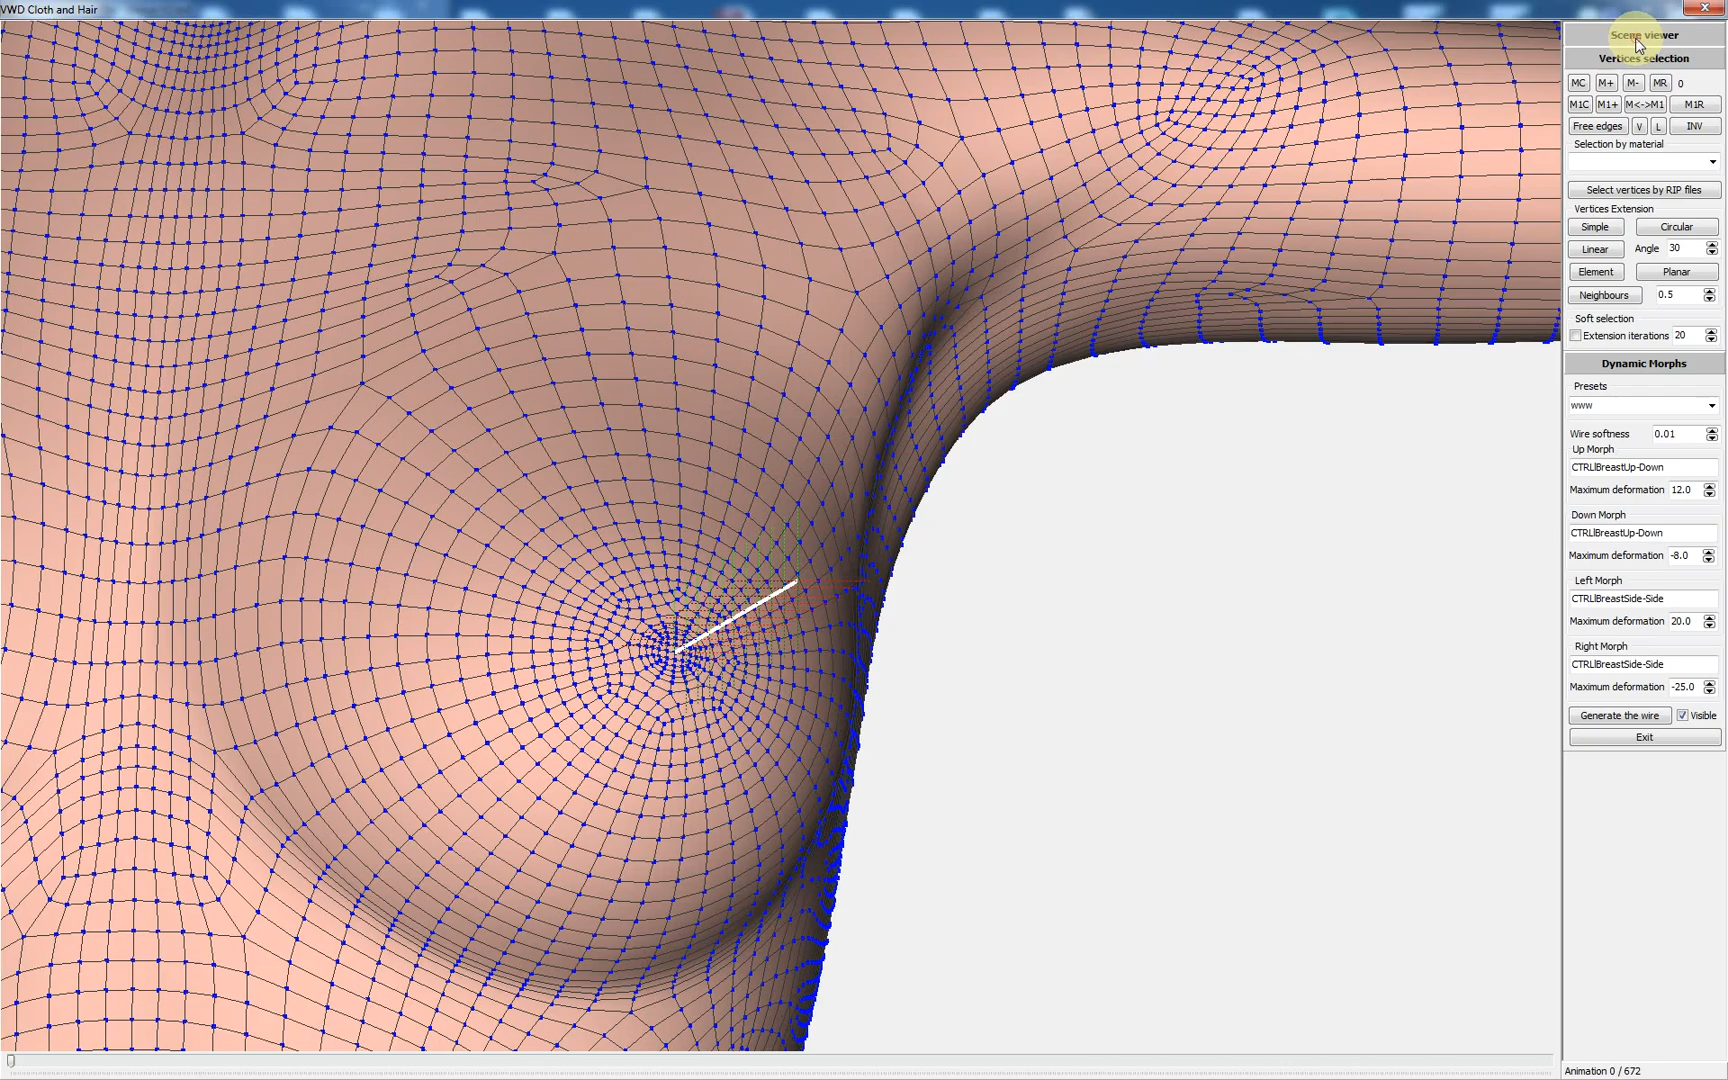 VWD Cloth and Hair
Scene viewer
Vertices selection
MC M+ M- MR 0
M1C M1+ M<->M1 M1R
Free edges V L INV
Selection by material
Select vertices by RIP files
Vertices Extension
Simple Circular
Linear Angle 30
Element Planar
Neighbours 0.5
Soft selection
Extension iterations 20
Dynamic Morphs
Presets
www
Wire softness 0.01
Up Morph
CTRLlBreastUp-Down
Maximum deformation 12.0
Down Morph
CTRLlBreastUp-Down
Maximum deformation -8.0
Left Morph
CTRLlBreastSide-Side
Maximum deformation 20.0
Right Morph
CTRLlBreastSide-Side
Maximum deformation -25.0
Generate the wire Visible
Exit
Animation 0 / 672